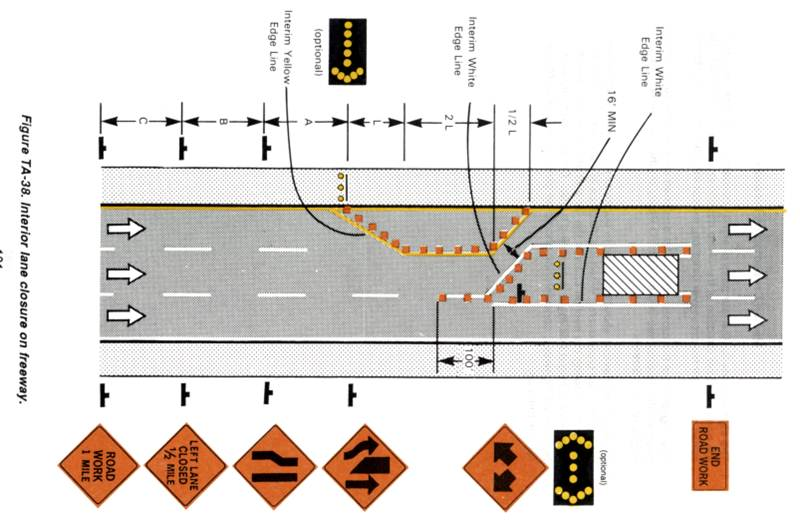 (optional)
Interim Yellow
Edge Line
Interim White
Edge Line
Interim White
Edge Line
16' MIN
C
B
A
L
2 L
1/2 L
100'
ROAD
WORK
1 MILE
LEFT LANE
CLOSED
1/2 MILE
(optional)
END
ROAD WORK
Figure TA-38. Interior lane closure on freeway.